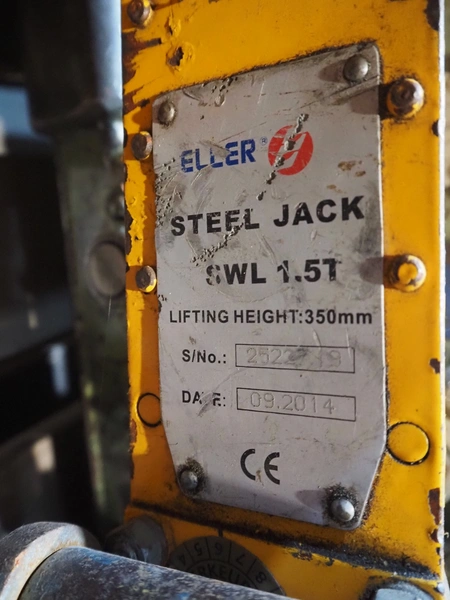 ELLER®
STEEL JACK
SWL 1.5T
LIFTING HEIGHT:350mm
S/No.:
DATE: 09.2014
CE